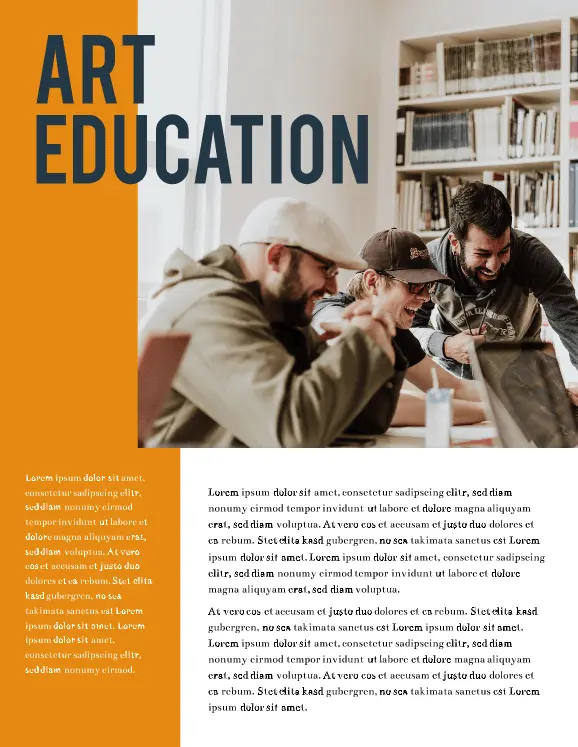 ART
EDUCATION
Lorem ipsum dolor sit amet,
consetetur sadipscing elitr,
sed diam nonumy eirmod
tempor invidunt ut labore et
dolore magna aliquyam erat,
sed diam voluptua. At vero
eos et accusam et justo duo
dolores et ea rebum. Stet clita
kasd gubergren, no sea
takimata sanctus est Lorem
ipsum dolor sit amet. Lorem
ipsum dolor sit amet,
consetetur sadipscing elitr,
sed diam nonumy eirmod.
Lorem ipsum dolor sit amet, consetetur sadipscing elitr, sed diam
nonumy eirmod tempor invidunt ut labore et dolore magna aliquyam
erat, sed diam voluptua. At vero eos et accusam et justo duo dolores et
ea rebum. Stet clita kasd gubergren, no sea takimata sanctus est Lorem
ipsum dolor sit amet. Lorem ipsum dolor sit amet, consetetur sadipscing
elitr, sed diam nonumy eirmod tempor invidunt ut labore et dolore
magna aliquyam erat, sed diam voluptua.
At vero eos et accusam et justo duo dolores et ea rebum. Stet clita kasd
gubergren, no sea takimata sanctus est Lorem ipsum dolor sit amet.
Lorem ipsum dolor sit amet, consetetur sadipscing elitr, sed diam
nonumy eirmod tempor invidunt ut labore et dolore magna aliquyam
erat, sed diam voluptua. At vero eos et accusam et justo duo dolores et
ea rebum. Stet clita kasd gubergren, no sea takimata sanctus est Lorem
ipsum dolor sit amet.